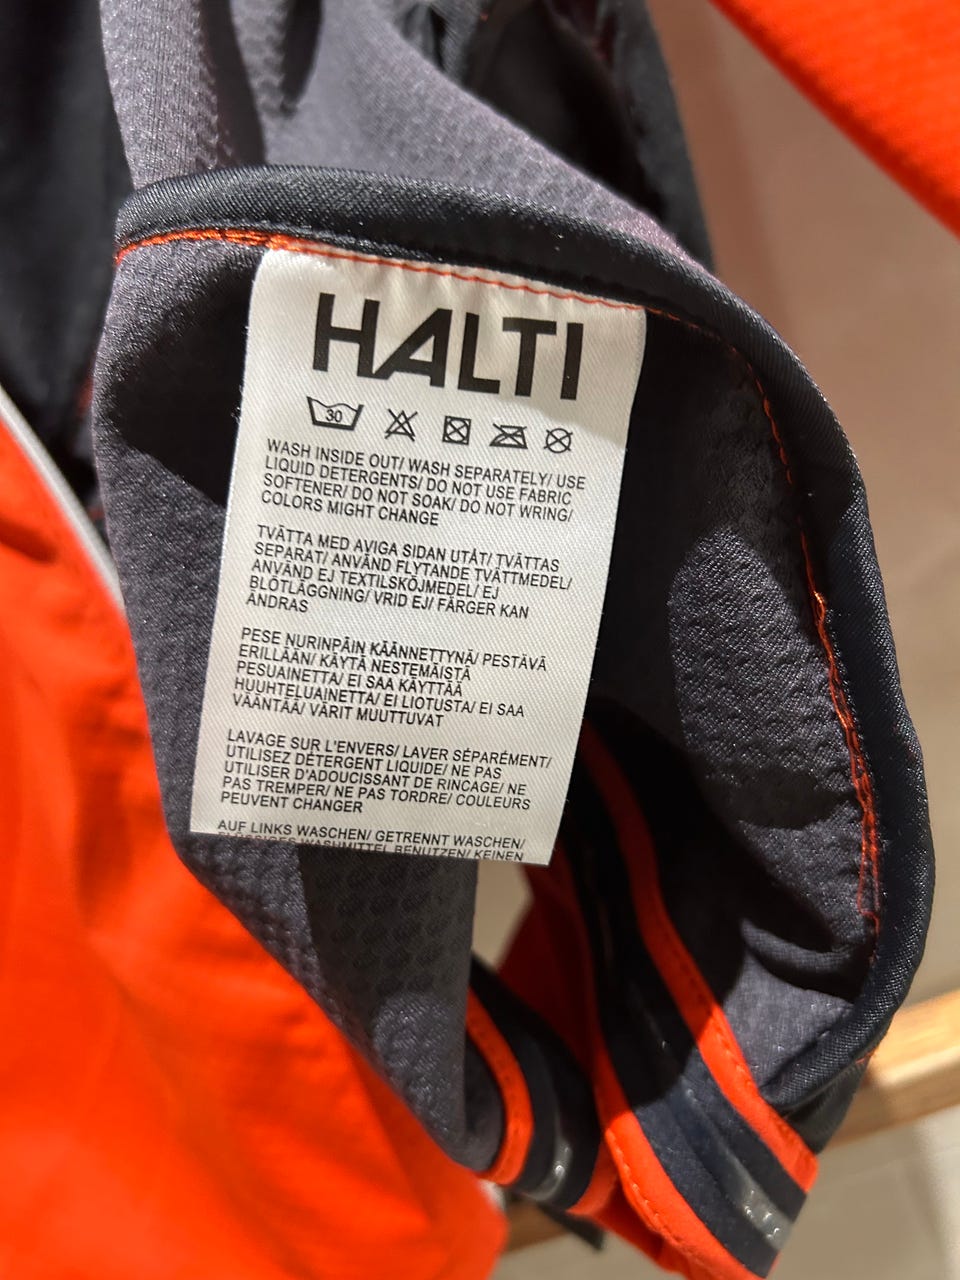 HALTI
30
WASH INSIDE OUT/ WASH SEPARATELY/ USE
LIQUID DETERGENTS/ DO NOT USE FABRIC
SOFTENER/ DO NOT SOAK/ DO NOT WRING/
COLORS MIGHT CHANGE
TVÄTTA MED AVIGA SIDAN UTÅT/ TVÄTTAS
SEPARAT/ ANVÄND FLYTANDE TVÄTTMEDEL/
ANVÄND EJ TEXTILSKÖJMEDEL/ EJ
BLÖTLÄGGNING/ VRID EJ/ FÄRGER KAN
ÄNDRAS
PESE NURINPÄIN KÄÄNNETTYNÄ/ PESTÄVÄ
ERILLÄÄN/ KÄYTÄ NESTEMÄISTÄ
PESUAINETTA/ EI SAA KÄYTTÄÄ
HUUHTELUAINETTA/ EI LIOTUSTA/ EI SAA
VÄÄNTÄÄ/ VÄRIT MUUTTUVAT
LAVAGE SUR L'ENVERS/ LAVER SÉPARÉMENT/
UTILISEZ DÉTERGENT LIQUIDE/ NE PAS
UTILISER D'ADOUCISSANT DE RINCAGE/ NE
PAS TREMPER/ NE PAS TORDRE/ COULEURS
PEUVENT CHANGER
AUF LINKS WASCHEN/ GETRENNT WASCHEN/
WASHMITTEL BENUTZEN/ KEINEN